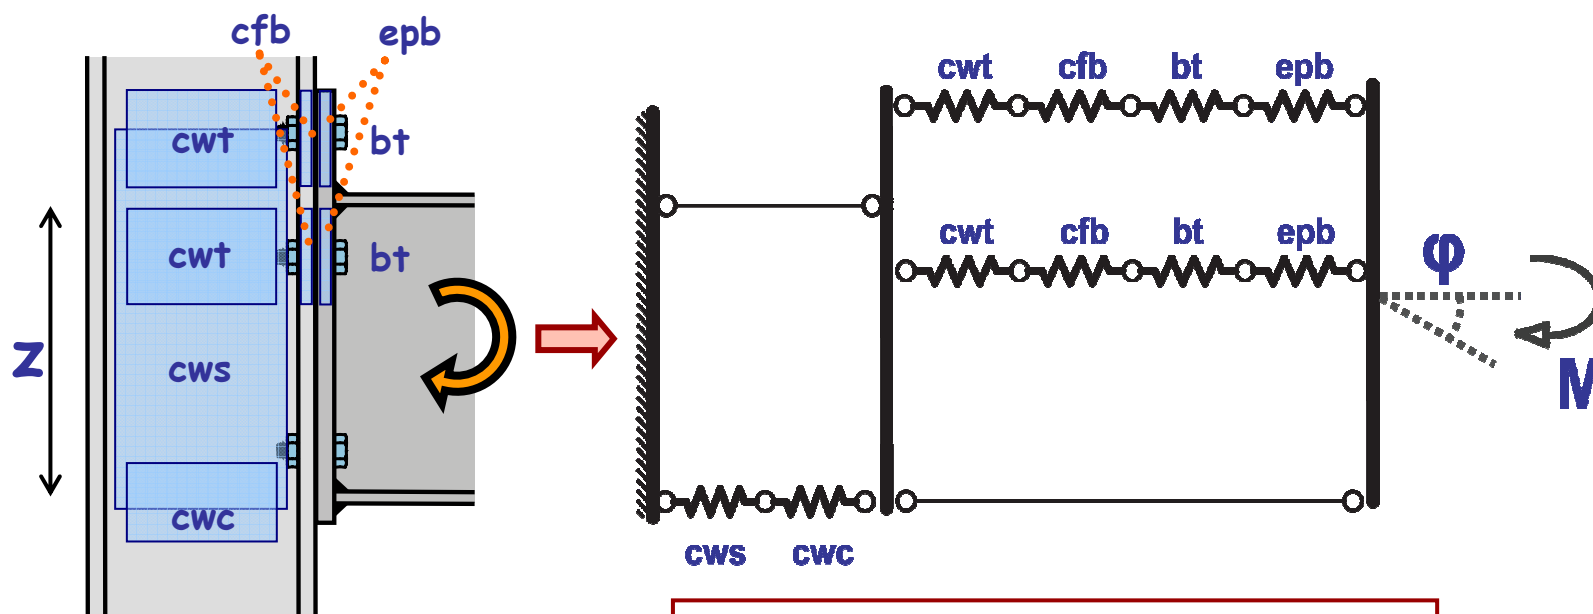 cfb epb
cwt bt
cwt bt
z
cws
cwc
cwt cfb bt epb
cwt cfb bt epb
φ
M
cws cwc